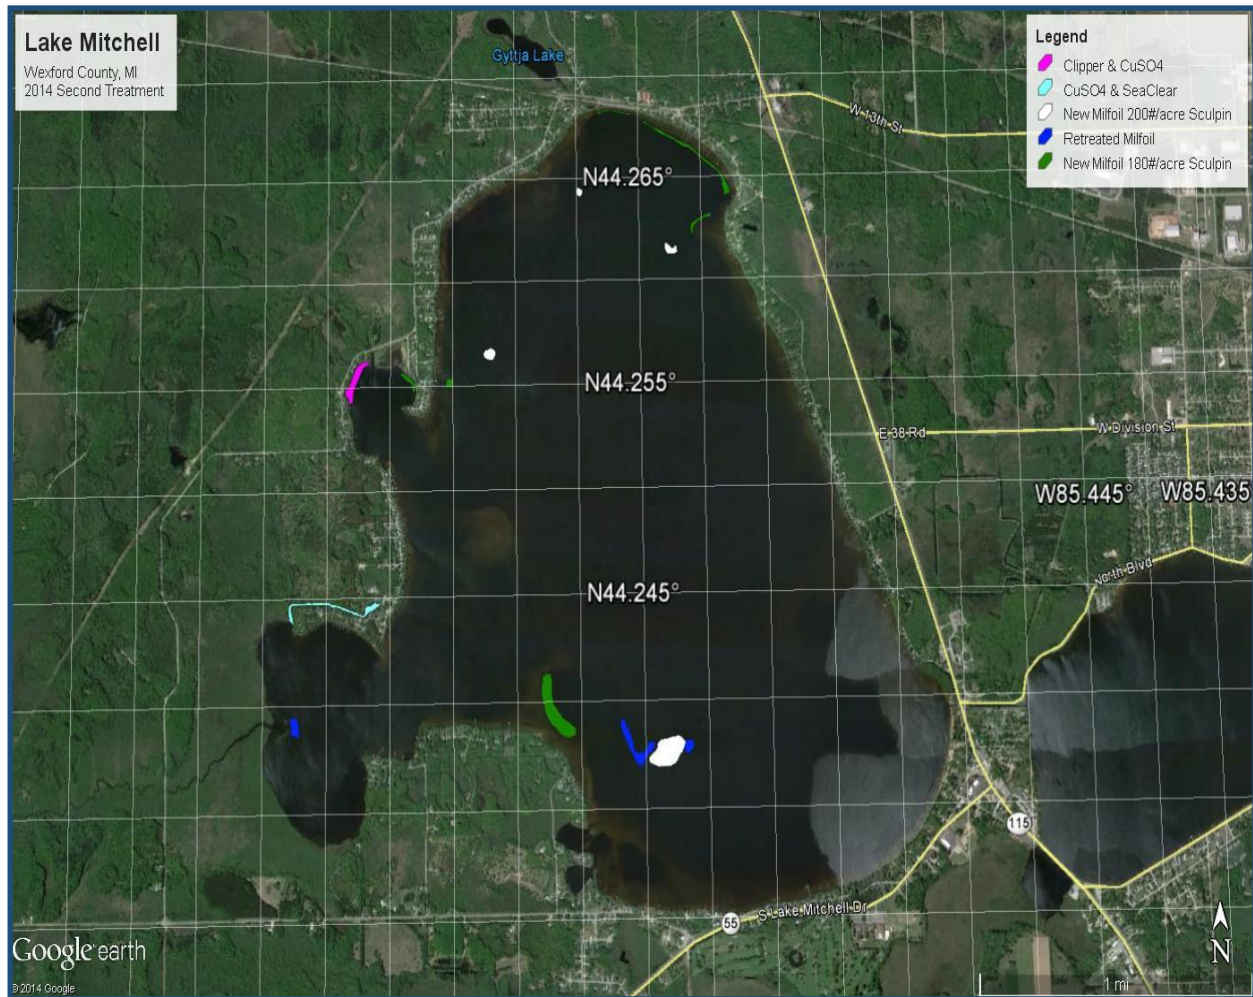 Lake Mitchell
Wexford County, MI
2014 Second Treatment
Legend
Clipper & CuSO4
CuSO4 & SeaClear
New Milfoil 200#/acre Sculpin
Retreated Milfoil
New Milfoil 180#/acre Sculpin
Gyttja Lake
W 13th St
N44.265°
N44.255°
E 38 Rd
W Division St
W85.445°
W85.435
North Blvd
N44.245°
115
S Lake Mitchell Dr
55
Google earth
N
© 2014 Google
1 mi